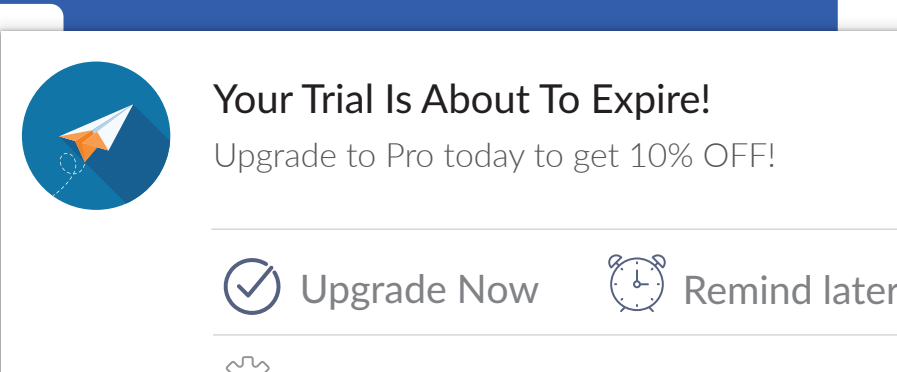 Your Trial Is About To Expire!
Upgrade to Pro today to get 10% OFF!
Upgrade Now Remind later